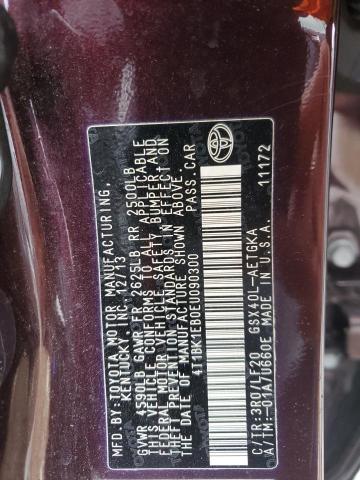 MFD.BY:TOYOTA MOTOR MANUFACTURING,
KENTUCKY, INC. 12/13
GVWR 4590LB GAWR FR 2625LB RR 2500LB
THIS VEHICLE CONFORMS TO ALL APPLICABLE
FEDERAL MOTOR VEHICLE SAFETY, BUMPER, AND
THEFT PREVENTION STANDARDS IN EFFECT ON
THE DATE OF MANUFACTURE SHOWN ABOVE.
4T1BK1EB0EU090300 PASS.CAR
C/TR:3R0/LF20 GSX40L-AETGKA
A/TM:-01A/U660E Made in U.S.A. 11172
TOYOTA